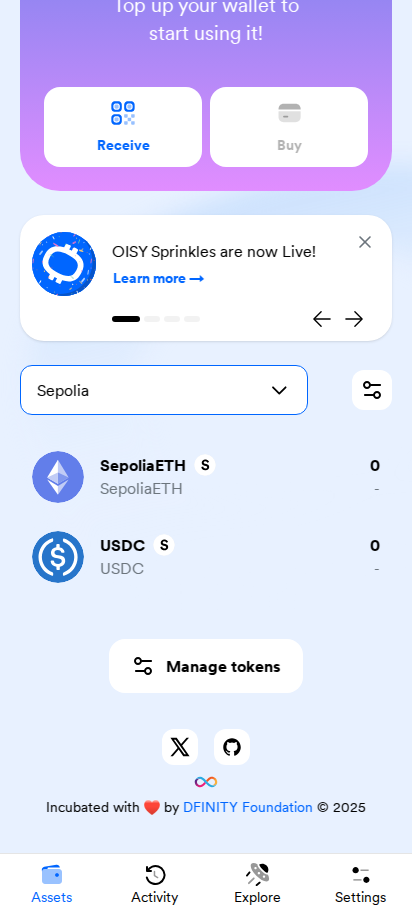 Top up your wallet to
start using it!
Receive
Buy
OISY Sprinkles are now Live!
Learn more →
Sepolia
SepoliaETH S
0
SepoliaETH
-
USDC S
0
USDC
-
Manage tokens
Incubated with ❤️ by DFINITY Foundation © 2025
Assets
Activity
Explore
Settings